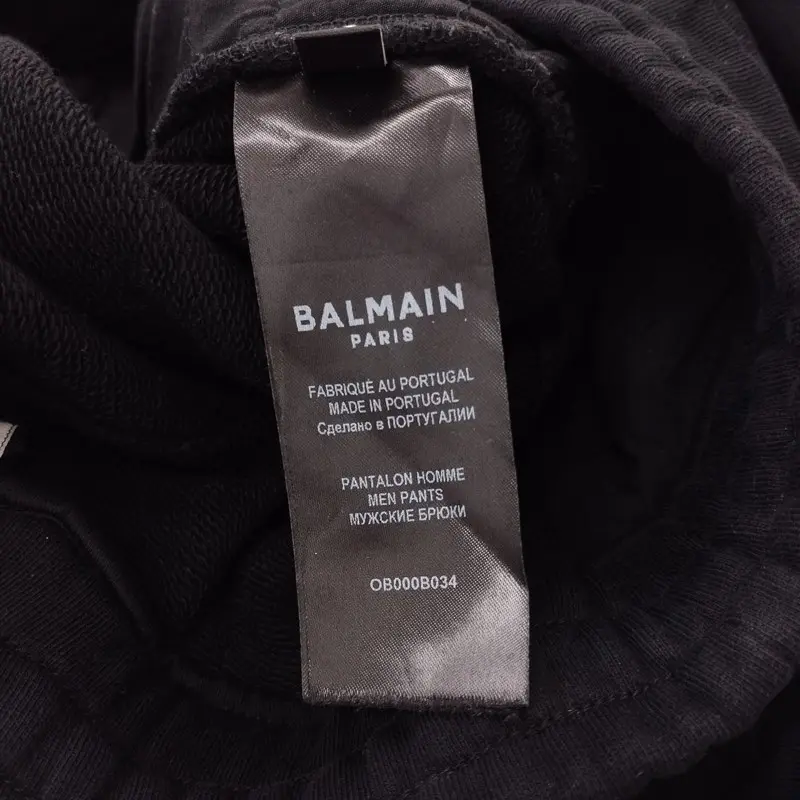 BALMAIN
PARIS
FABRIQUÉ AU PORTUGAL
MADE IN PORTUGAL
Сделано в ПОРТУГАЛИИ
PANTALON HOMME
MEN PANTS
МУЖСКИЕ БРЮКИ
OB000B034